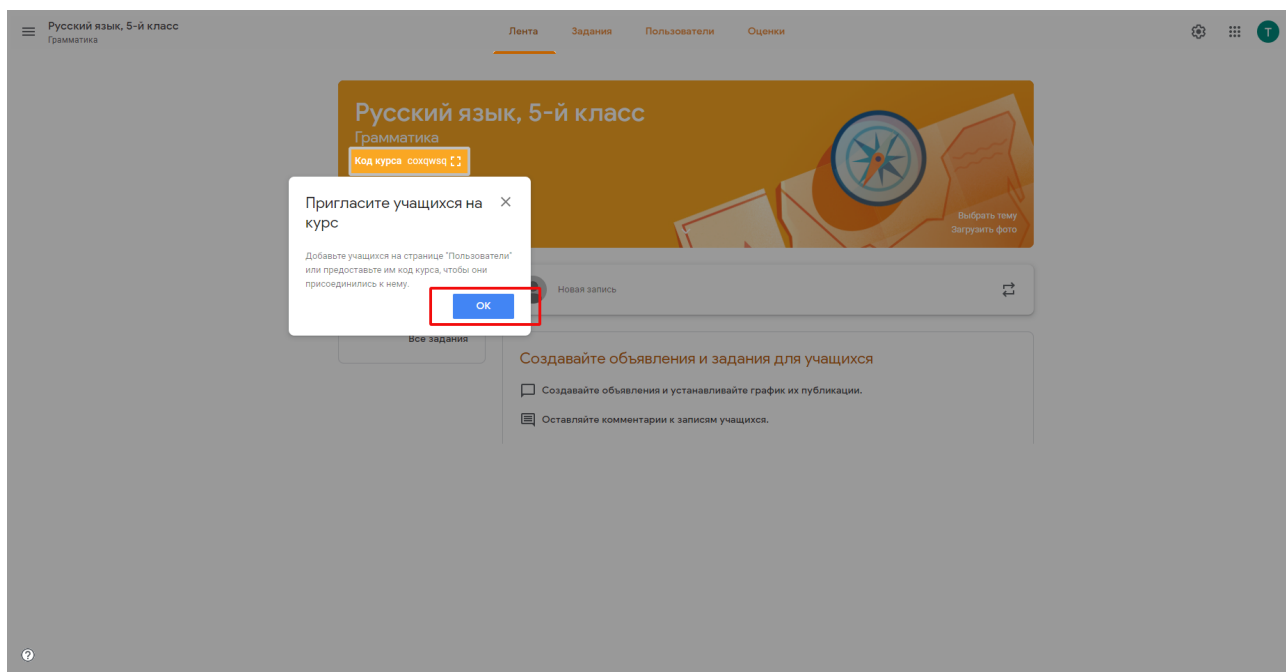 Русский язык, 5-й класс
Грамматика
Лента Задания Пользователи Оценки
T
Русский язык, 5-й класс
Грамматика
Код курса coxqwsq
Выбрать тему
Загрузить фото
Пригласите учащихся на
курс
Добавьте учащихся на странице "Пользователи"
или предоставьте им код курса, чтобы они
присоединились к нему.
ОК
Новая запись
Все задания
Создавайте объявления и задания для учащихся
Создавайте объявления и устанавливайте график их публикации.
Оставляйте комментарии к записям учащихся.
?